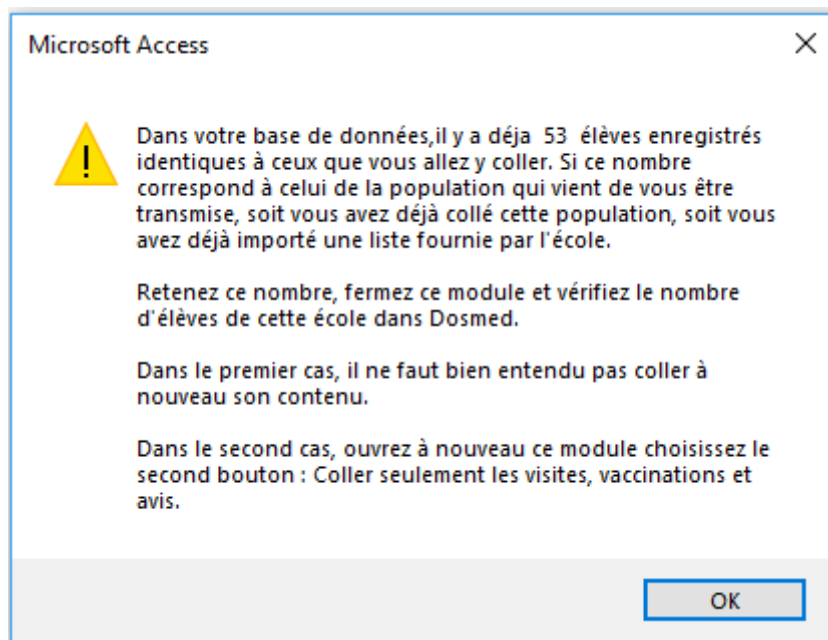 Microsoft Access
Dans votre base de données,il y a déja  53  élèves enregistrés
identiques à ceux que vous allez y coller. Si ce nombre
correspond à celui de la population qui vient de vous être
transmise, soit vous avez déjà collé cette population, soit vous
avez déjà importé une liste fournie par l'école.
Retenez ce nombre, fermez ce module et vérifiez le nombre
d'élèves de cette école dans Dosmed.
Dans le premier cas, il ne faut bien entendu pas coller à
nouveau son contenu.
Dans le second cas, ouvrez à nouveau ce module choisissez le
second bouton : Coller seulement les visites, vaccinations et
avis.
OK